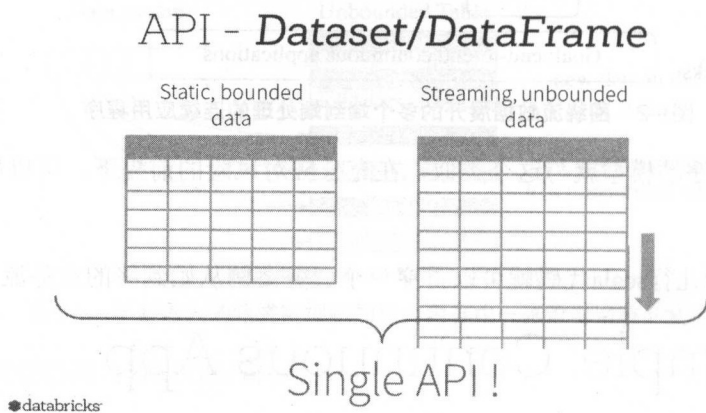 API - Dataset/DataFrame
Static, bounded
data
Streaming, unbounded
data
Single API !
databricks